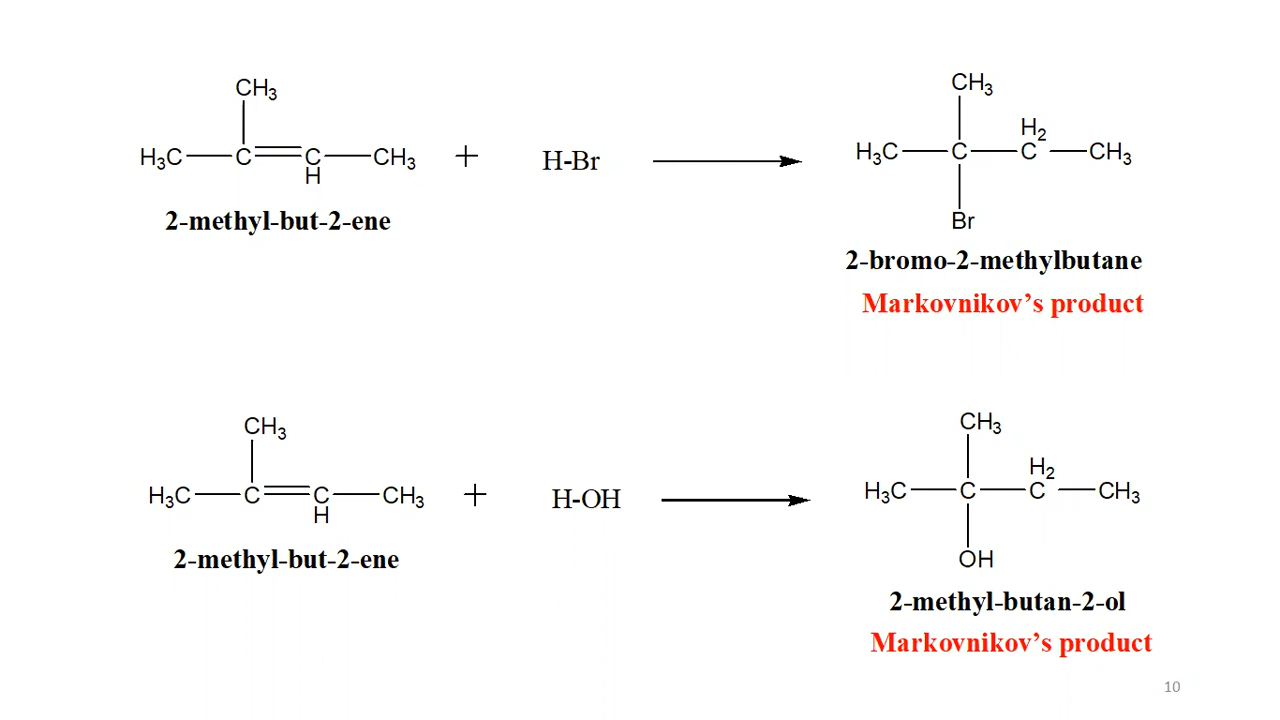 CH₃
H₃C C C CH₃ + H-Br
H
2-methyl-but-2-ene
CH₃
H₂
H₃C C C CH₃
Br
2-bromo-2-methylbutane
Markovnikov’s product
CH₃
H₃C C C CH₃ + H-OH
H
2-methyl-but-2-ene
CH₃
H₂
H₃C C C CH₃
OH
2-methyl-butan-2-ol
Markovnikov’s product
10